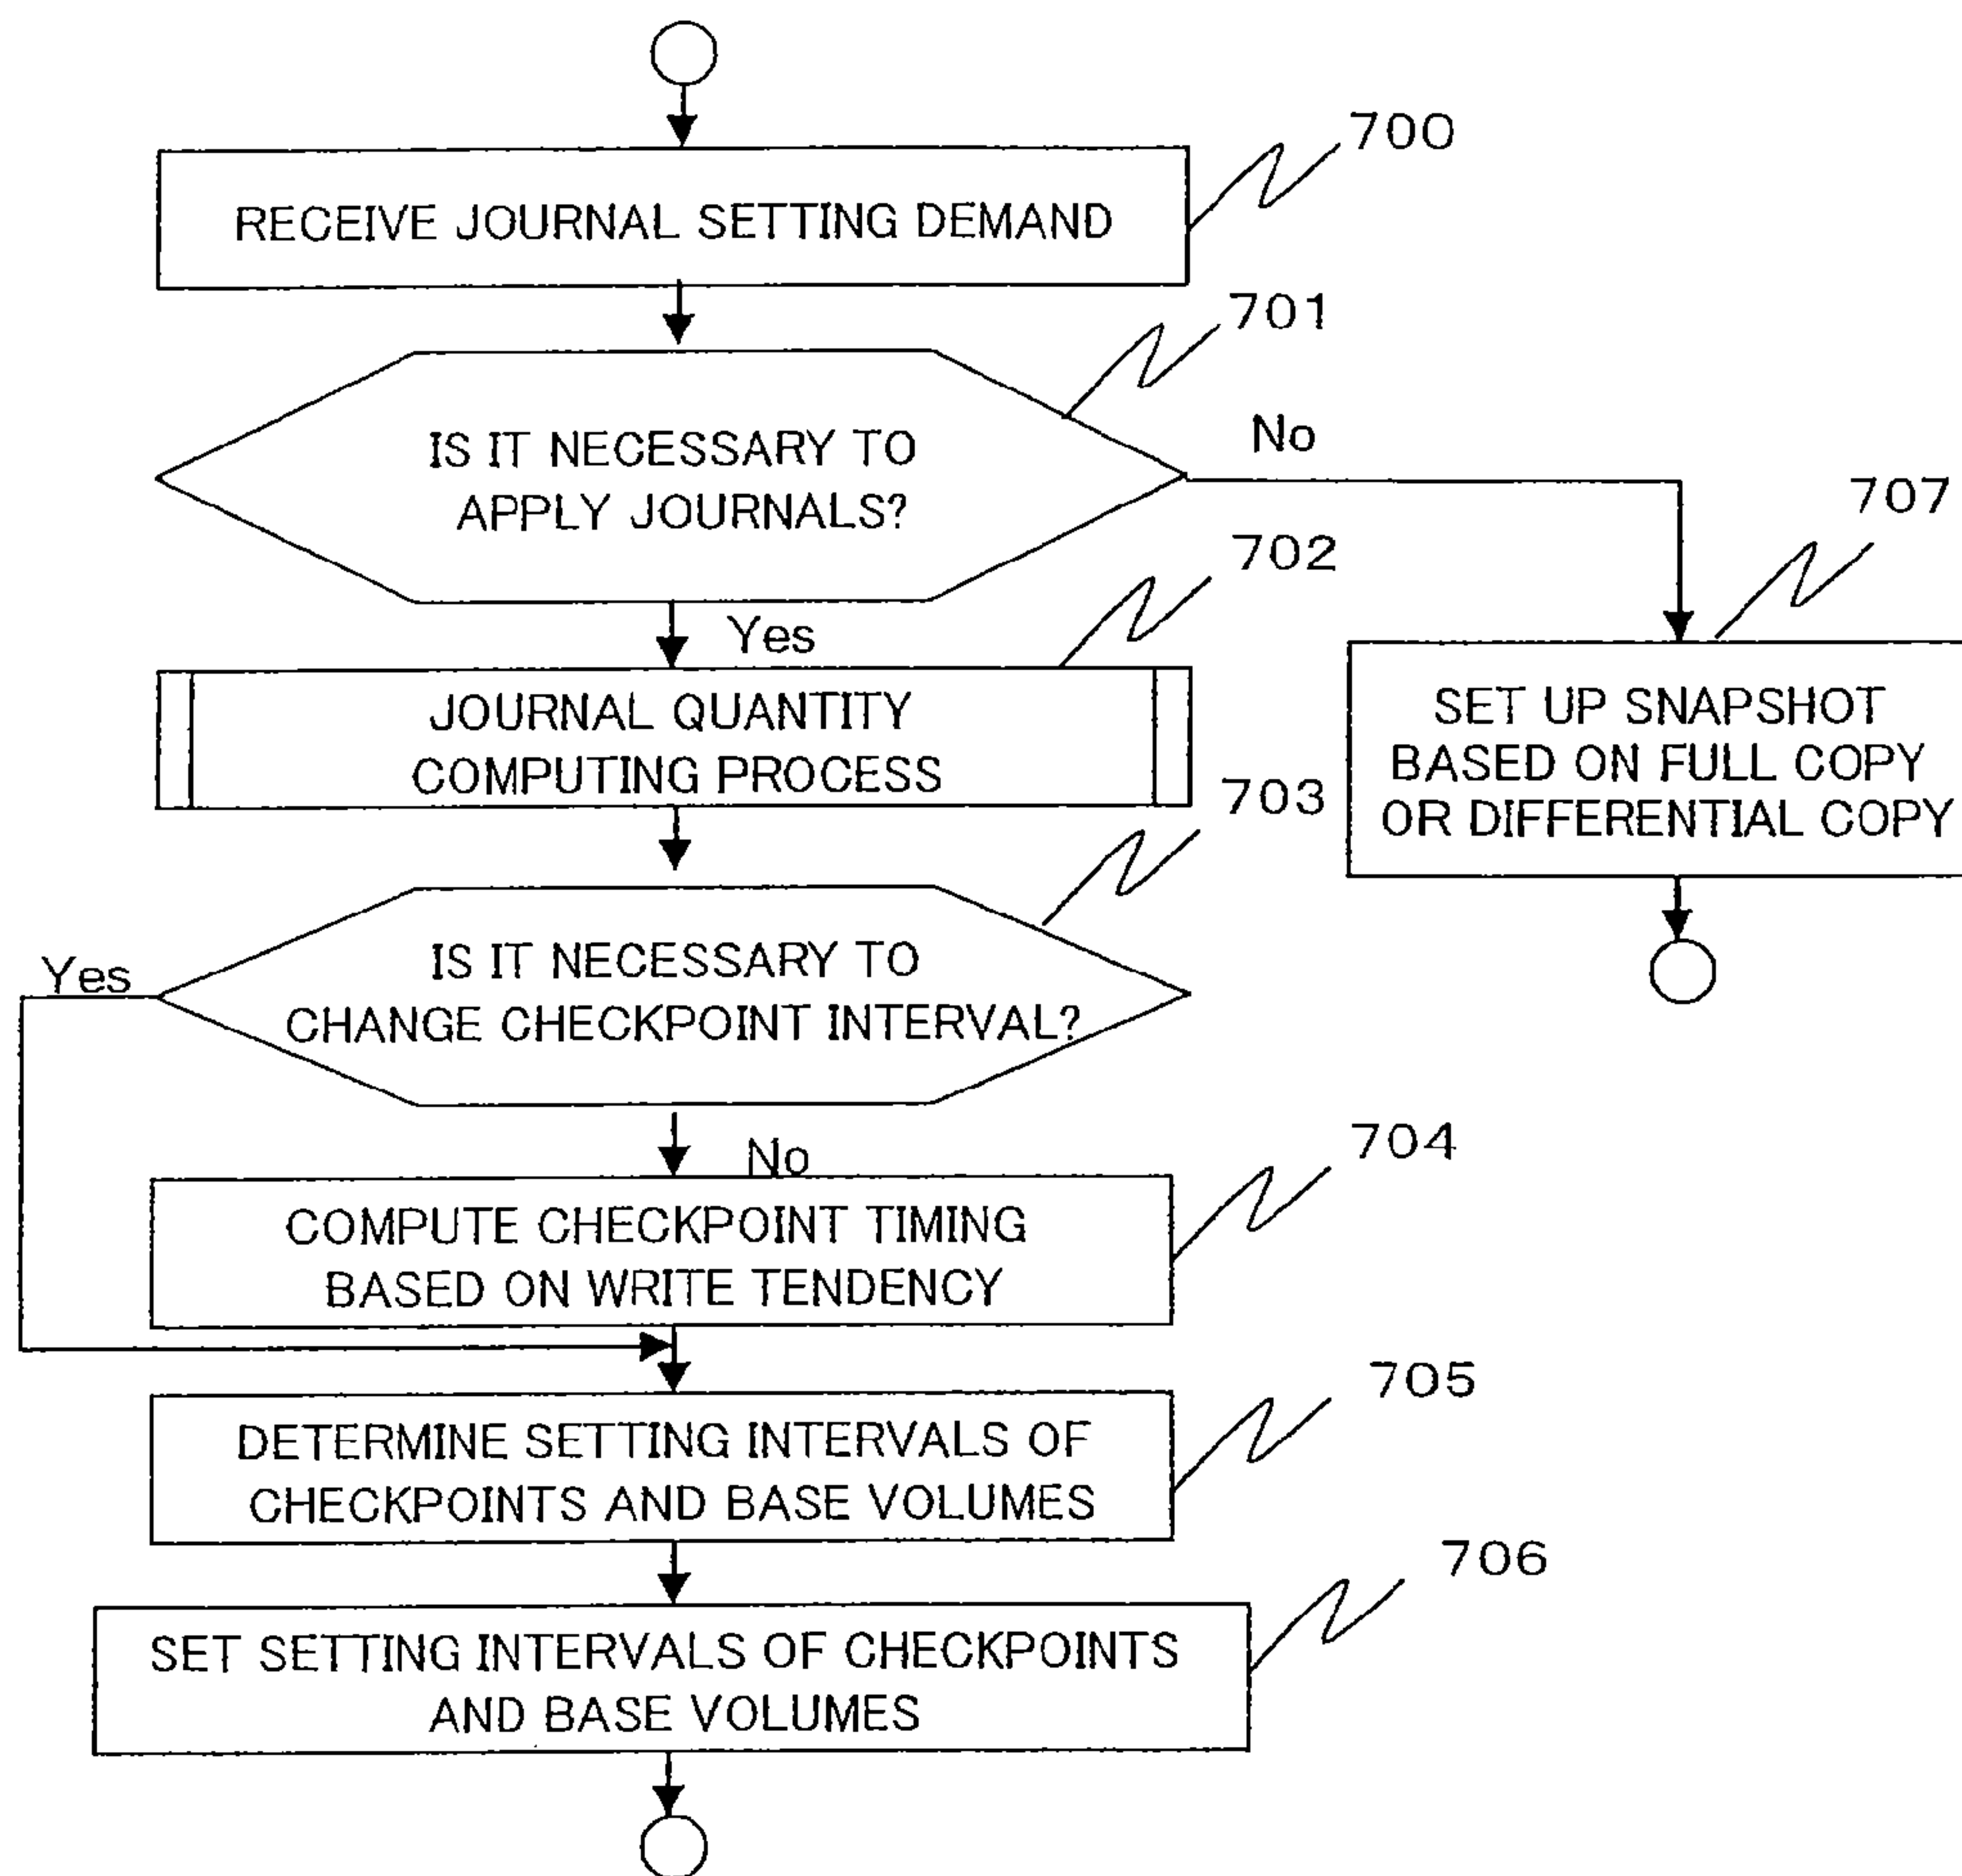 700
RECEIVE JOURNAL SETTING DEMAND
701
IS IT NECESSARY TO
APPLY JOURNALS?
No
707
702
Yes
JOURNAL QUANTITY
COMPUTING PROCESS
SET UP SNAPSHOT
BASED ON FULL COPY
OR DIFFERENTIAL COPY
703
IS IT NECESSARY TO
CHANGE CHECKPOINT INTERVAL?
Yes
No
704
COMPUTE CHECKPOINT TIMING
BASED ON WRITE TENDENCY
705
DETERMINE SETTING INTERVALS OF
CHECKPOINTS AND BASE VOLUMES
706
SET SETTING INTERVALS OF CHECKPOINTS
AND BASE VOLUMES